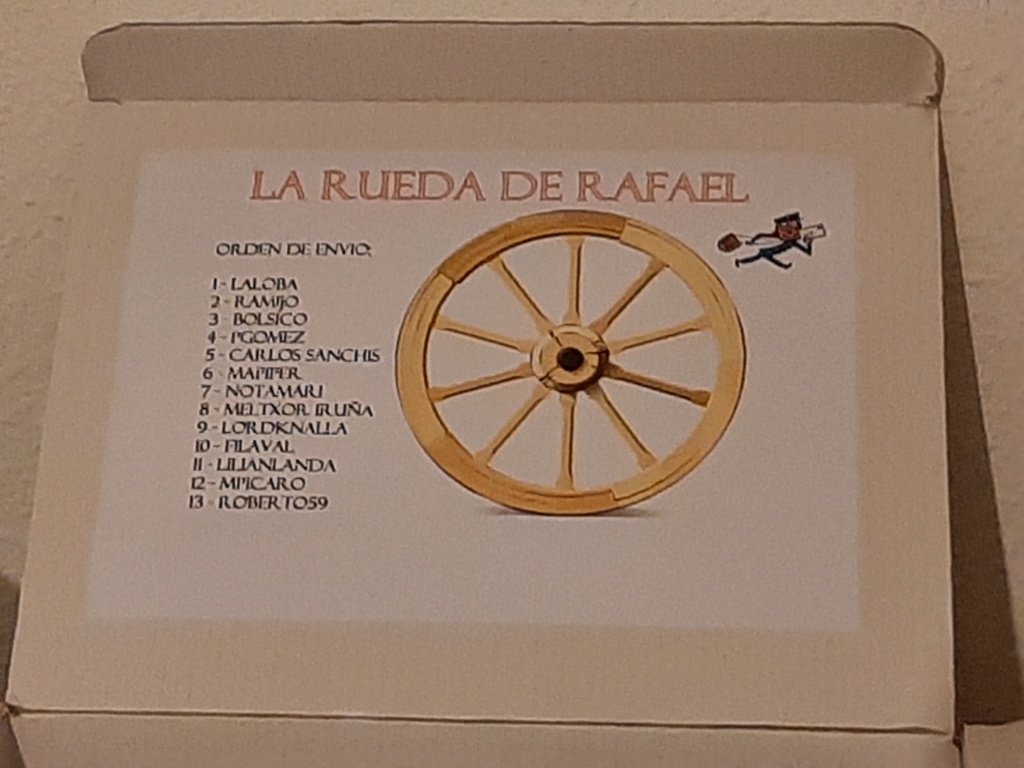 LA RUEDA DE RAFAEL
ORDEN DE ENVIO:
1 - LALOBA
2 - RAMIJO
3 - BOLSICO
4 - PGOMEZ
5 - CARLOS SANCHIS
6 - MAPIPER
7 - NOTAMARI
8 - MELTXOR IRUÑA
9 - LORDKNALLA
10 - FILAVAL
11 - LILIANLANDA
12 - MPICARO
13 - ROBERTO59